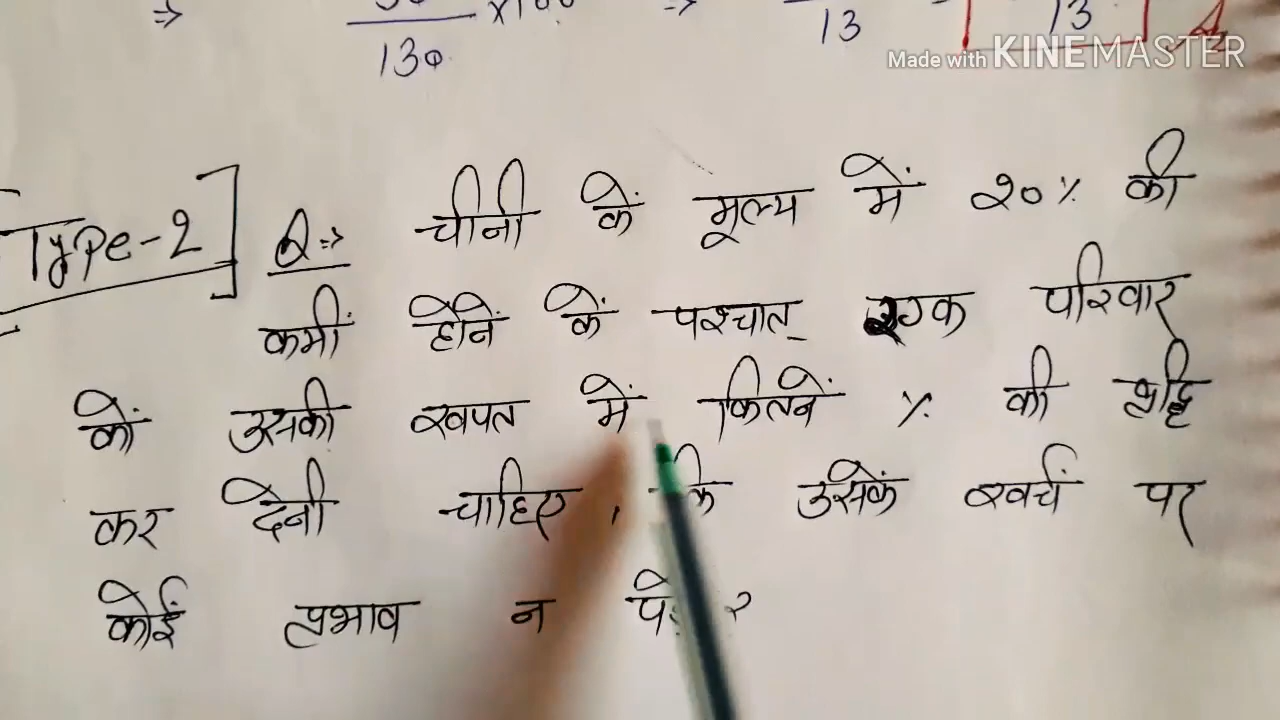 ⇒ ×100 ⇒
130 13 13
Made with KINEMASTER
Type-2] Q⇒ चीनी के मूल्य में 20% की
कमीं होनें कें पश्चात् एक परिवार
कों उसकी खपत में कितनें % की वृद्धि
कर देनी चाहिए, कि उसकें खर्च पर
कोई प्रभाव न